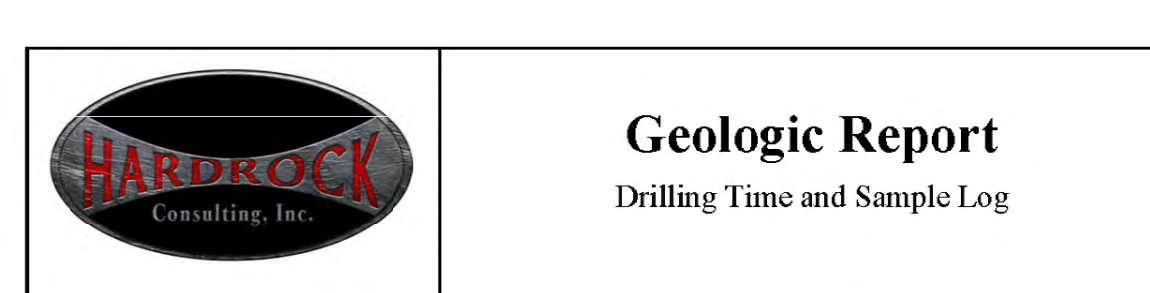 HARDROCK
Consulting, Inc.
Geologic Report
Drilling Time and Sample Log